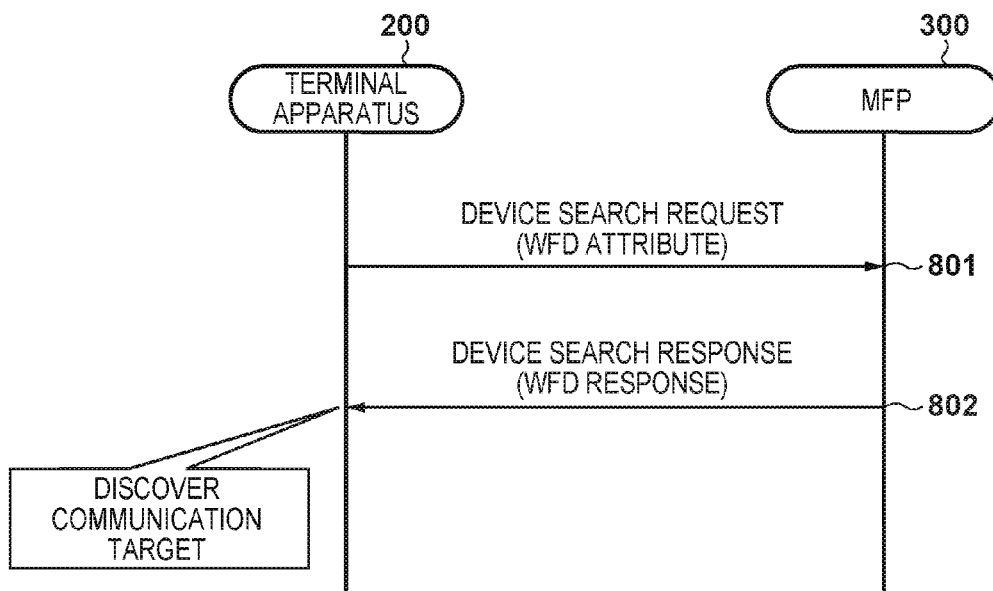 200
300
TERMINAL
APPARATUS
MFP
DEVICE SEARCH REQUEST
(WFD ATTRIBUTE)
801
DEVICE SEARCH RESPONSE
(WFD RESPONSE)
802
DISCOVER
COMMUNICATION
TARGET